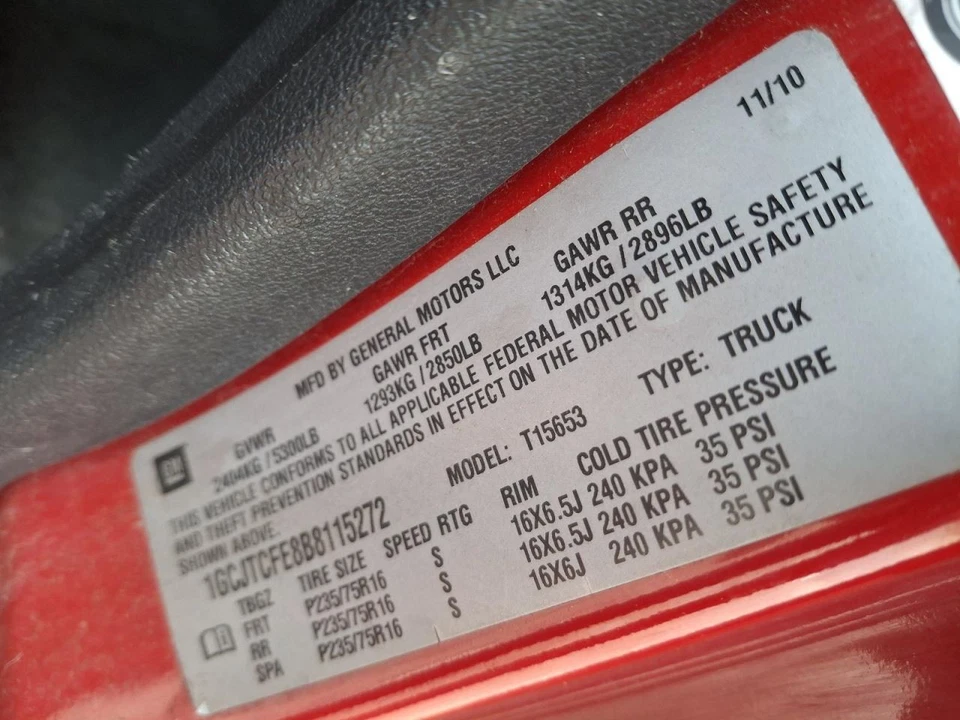 11/10
MFD BY GENERAL MOTORS LLC
GM
GVWR GAWR FRT GAWR RR
2404KG / 5300LB 1293KG / 2850LB 1314KG / 2896LB
THIS VEHICLE CONFORMS TO ALL APPLICABLE FEDERAL MOTOR VEHICLE SAFETY
AND THEFT PREVENTION STANDARDS IN EFFECT ON THE DATE OF MANUFACTURE
SHOWN ABOVE.
1GCJTCFE8B8115272 MODEL: T15653 TYPE: TRUCK
TBGZ TIRE SIZE SPEED RTG RIM COLD TIRE PRESSURE
FRT P235/75R16 S 16X6.5J 240 KPA 35 PSI
RR P235/75R16 S 16X6.5J 240 KPA 35 PSI
SPA P235/75R16 S 16X6J 240 KPA 35 PSI